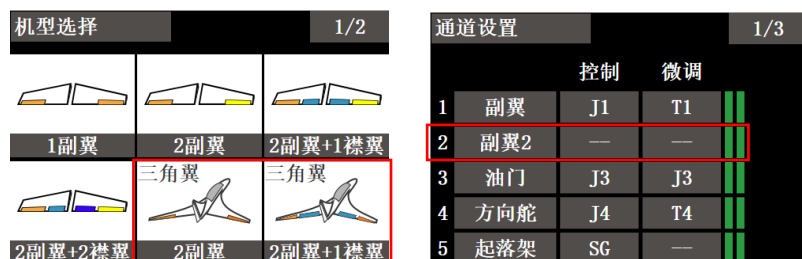 机型选择 1/2
1副翼 2副翼 2副翼+1襟翼
三角翼 三角翼
2副翼+2襟翼 2副翼 2副翼+1襟翼
通道设置 1/3
控制 微调
1 副翼 J1 T1
2 副翼2 -- --
3 油门 J3 J3
4 方向舵 J4 T4
5 起落架 SG --